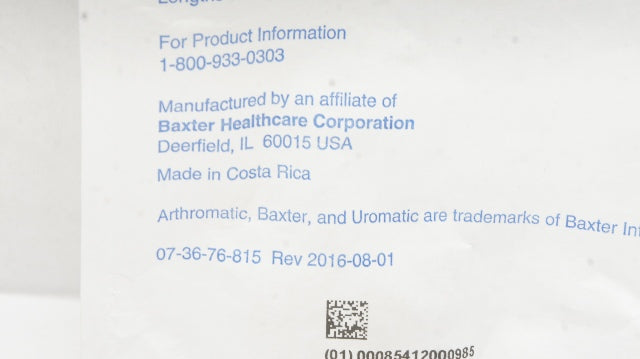 For Product Information
1-800-933-0303
Manufactured by an affiliate of
Baxter Healthcare Corporation
Deerfield, IL 60015 USA
Made in Costa Rica
Arthromatic, Baxter, and Uromatic are trademarks of Baxter
07-36-76-815 Rev 2016-08-01
(01) 00085412000985